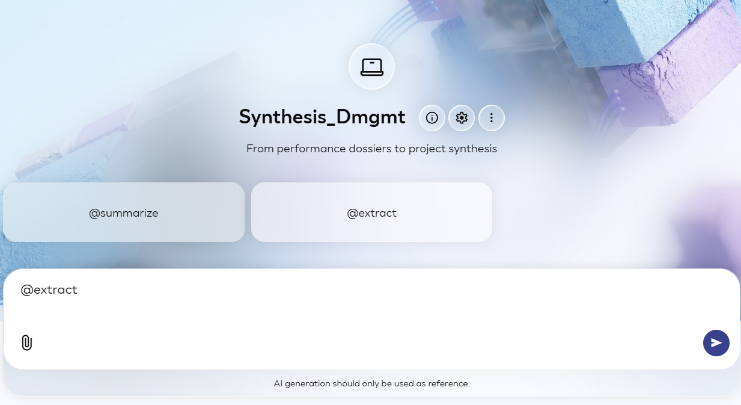 Synthesis_Dmgmt
From performance dossiers to project synthesis
@summarize
@extract
@extract
AI generation should only be used as reference.